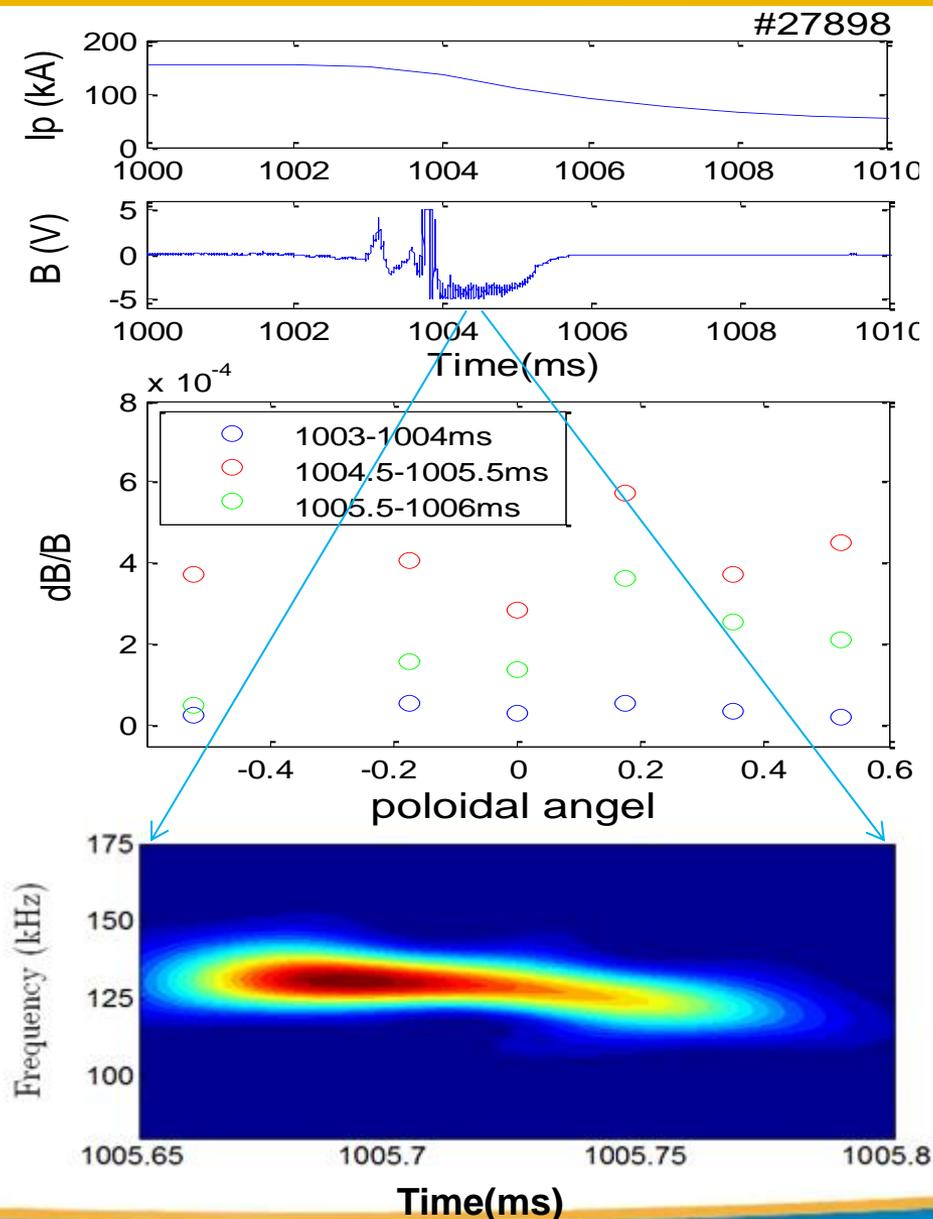 #27898
Ip (kA)
200
100
0
1000 1002 1004 1006 1008 1010
B (V)
5
0
-5
1000 1002 1004 1006 1008 1010
Time(ms)
x 10-4
dB/B
8
6
4
2
0
1003-1004ms
1004.5-1005.5ms
1005.5-1006ms
-0.4 -0.2 0 0.2 0.4 0.6
poloidal angel
Frequency (kHz)
175
150
125
100
1005.65 1005.7 1005.75 1005.8
Time(ms)